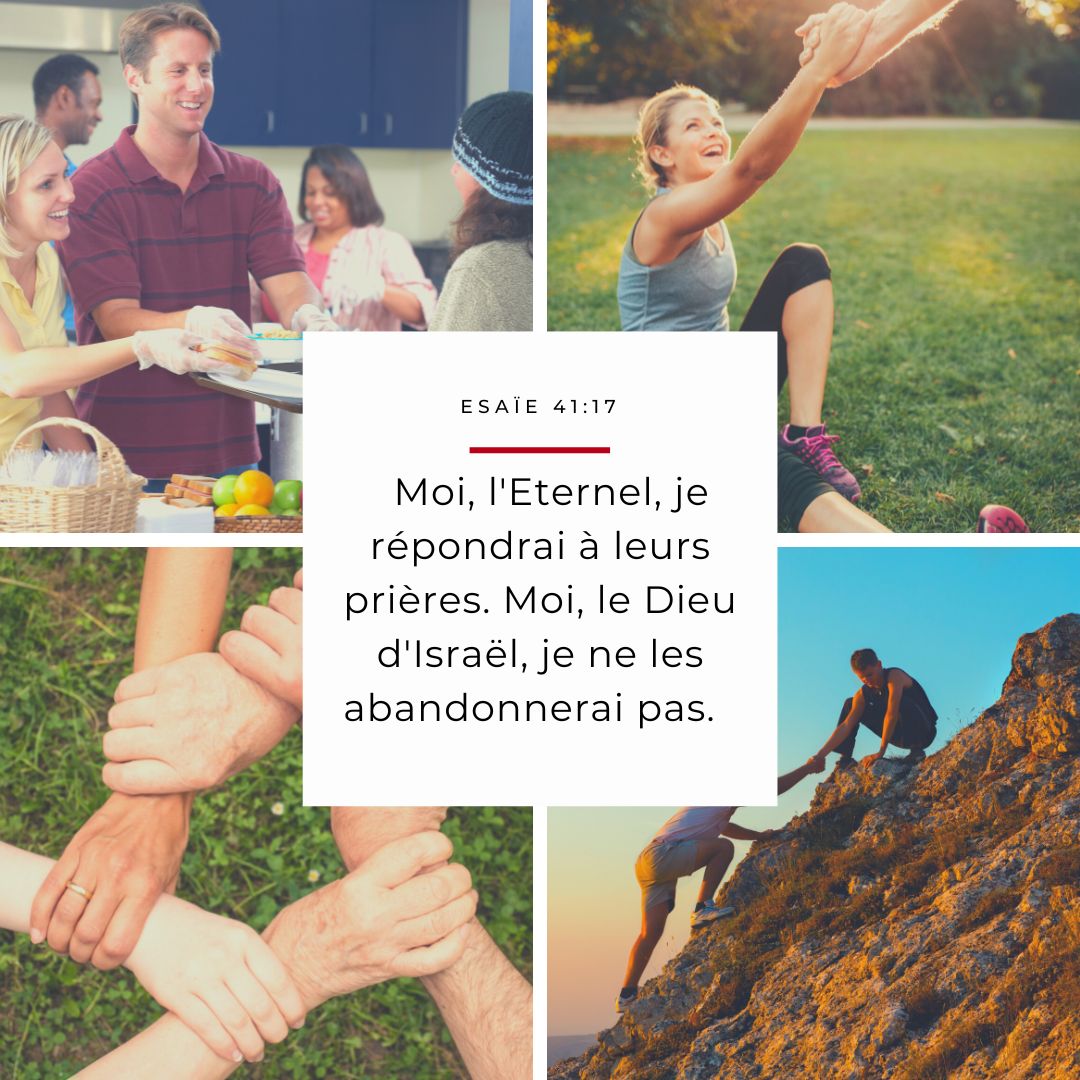 ESAÏE 41:17
Moi, l'Eternel, je
répondrai à leurs
prières. Moi, le Dieu
d'Israël, je ne les
abandonnerai pas.